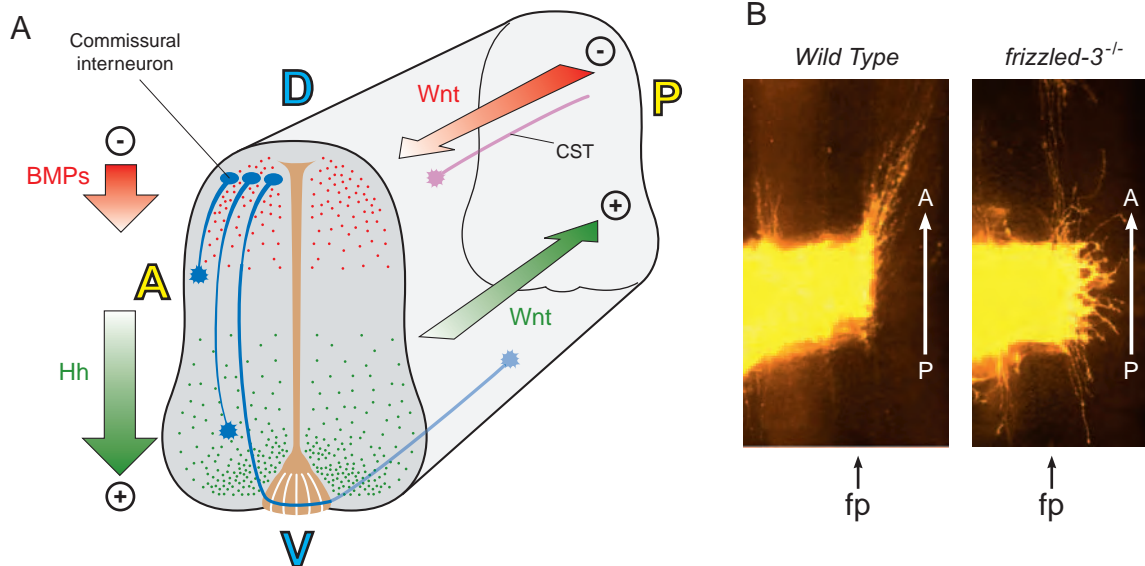 A
Commissural
interneuron
D
-
BMPs
A
Hh
+
V
Wnt
-
P
CST
+
Wnt
B
Wild Type
frizzled-3-/-
A
P
A
P
fp
fp